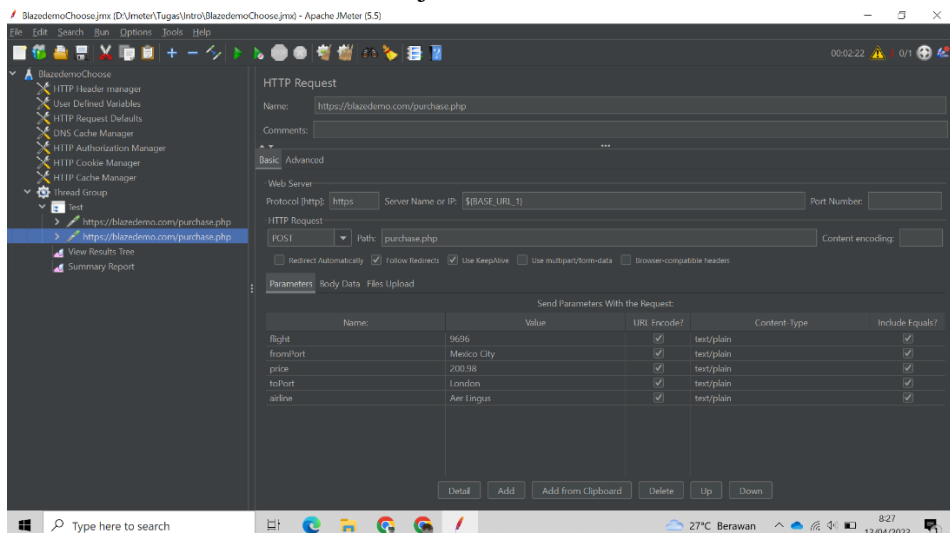 BlazedemoChoose.jmx (D:\Jmeter\Tugas\Intro\BlazedemoChoose.jmx) - Apache JMeter (5.5)
File Edit Search Run Options Tools Help
00:02:22 0/1
BlazedemoChoose
HTTP Header manager
User Defined Variables
HTTP Request Defaults
DNS Cache Manager
HTTP Authorization Manager
HTTP Cookie Manager
HTTP Cache Manager
Thread Group
Test
https://blazedemo.com/purchase.php
https://blazedemo.com/purchase.php
View Results Tree
Summary Report
HTTP Request
Name: https://blazedemo.com/purchase.php
Comments:
Basic Advanced
Web Server
Protocol [http]: https Server Name or IP: ${BASE_URL_1} Port Number:
HTTP Request
POST Path: purchase.php Content encoding:
Redirect Automatically Follow Redirects Use KeepAlive Use multipart/form-data Browser-compatible headers
Parameters Body Data Files Upload
Send Parameters With the Request:
Name: Value URL Encode? Content-Type Include Equals?
flight 9696 text/plain
fromPort Mexico City text/plain
price 200.98 text/plain
toPort London text/plain
airline Aer Lingus text/plain
Detail Add Add from Clipboard Delete Up Down
Type here to search
27°C Berawan
8:27
13/04/2023